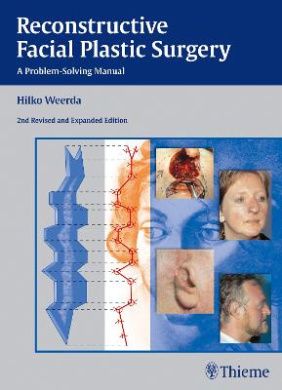 Reconstructive
Facial Plastic Surgery
A Problem-Solving Manual
Hilko Weerda
2nd Revised and Expanded Edition
Thieme